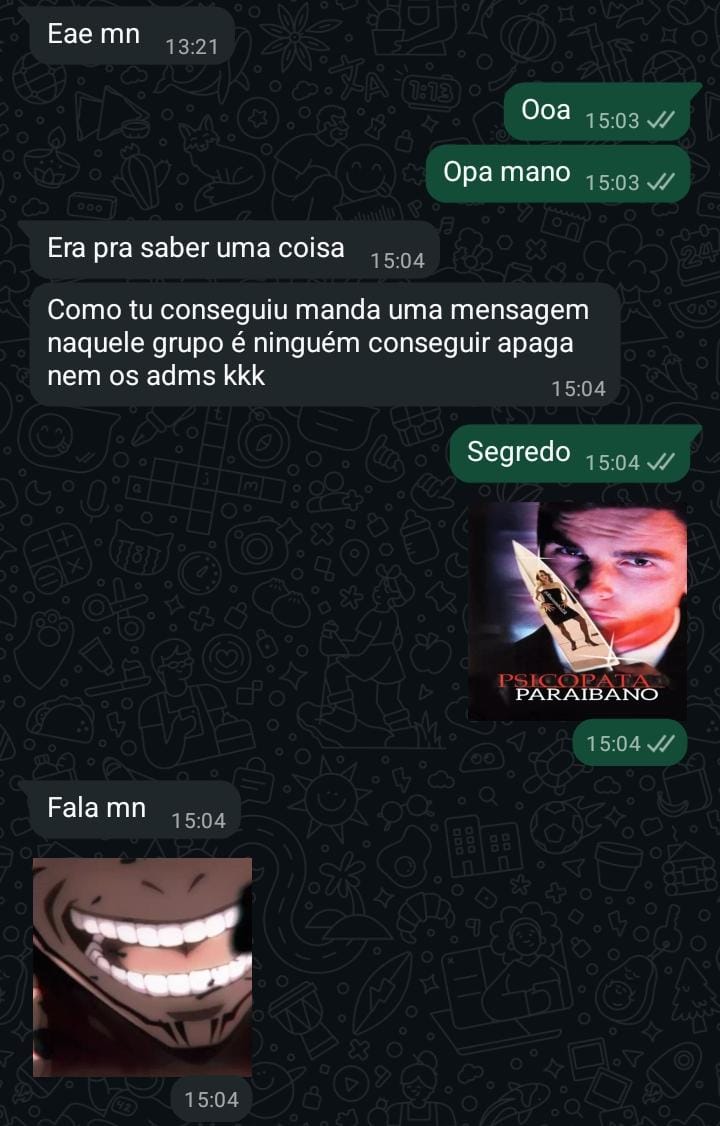 Eae mn 13:21
Ooa 15:03
Opa mano 15:03
Era pra saber uma coisa 15:04
Como tu conseguiu manda uma mensagem
naquele grupo é ninguém conseguir apaga
nem os adms kkk 15:04
Segredo 15:04
PSICOPATA
PARAIBANO
15:04
Fala mn 15:04
15:04